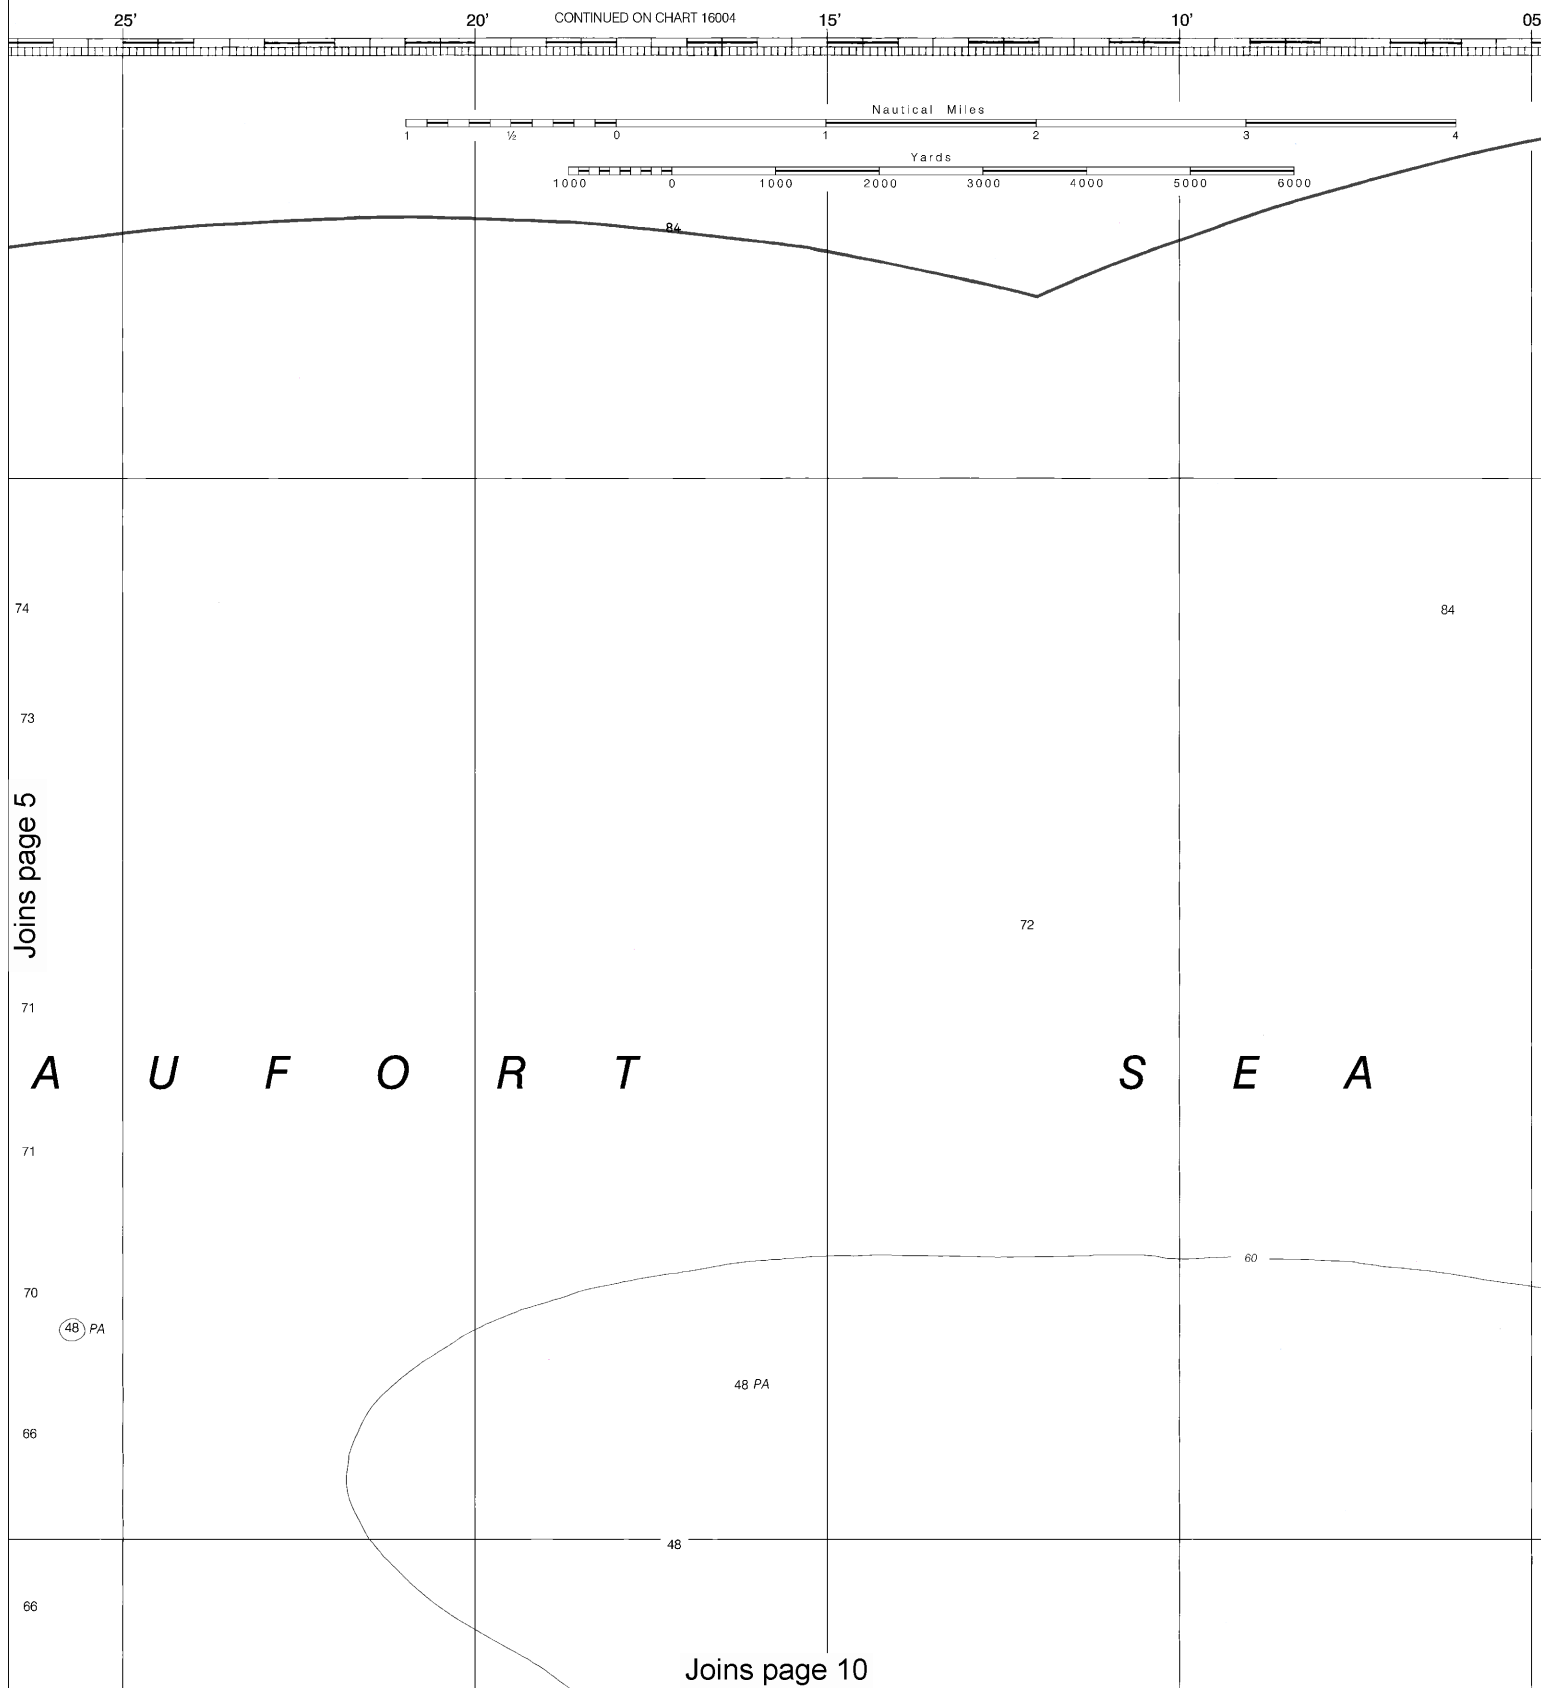 25' 20' CONTINUED ON CHART 16004 15' 10' 05
Nautical Miles
1 ½ 0 1 2 3 4
Yards
1000 0 1000 2000 3000 4000 5000 6000
84
74 84
73
Joins page 5
72
71
A U F O R T S E A
71
60
70
48 PA
48 PA
66
48
66
Joins page 10